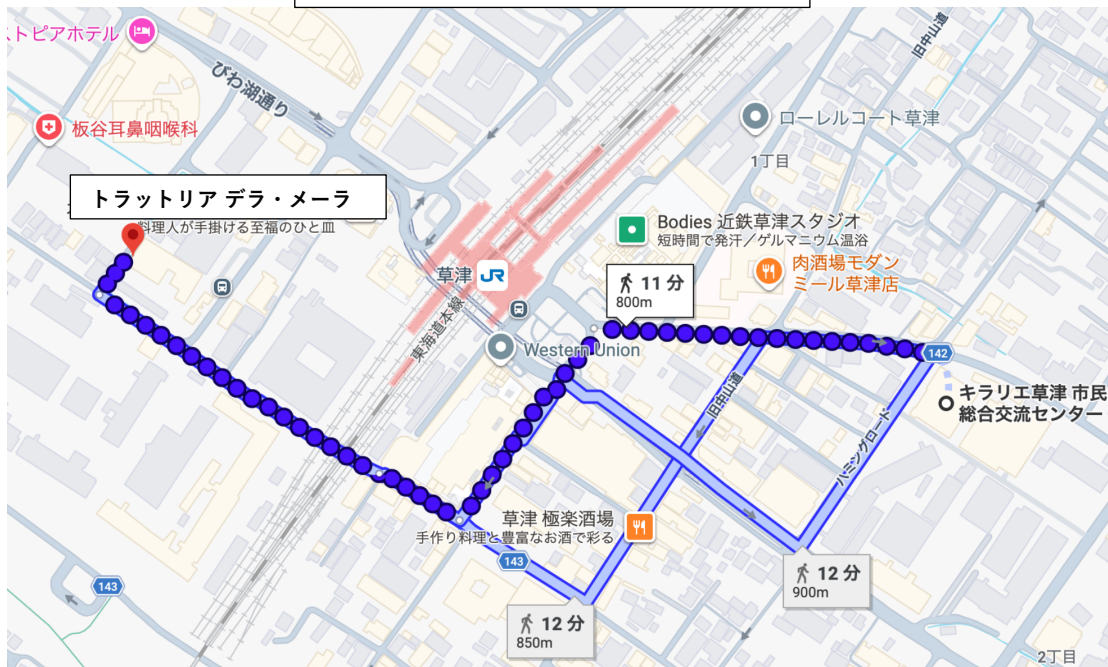 ストピアホテル
びわ湖通り
旧中山道
板谷耳鼻咽喉科
ローレルコート草津
1丁目
トラットリア デラ・メーラ
料理人が手掛ける至福のひと皿
Bodies 近鉄草津スタジオ
短時間で発汗／ゲルマニウム温浴
草津 JR
肉酒場モダン
ミール草津店
11 分
800m
東海道本線
Western Union
142
旧中山道
キラリエ草津 市民
総合交流センター
ハミングロード
草津 極楽酒場
手作り料理と豊富なお酒で彩る
143
12 分
900m
143
12 分
850m
2丁目